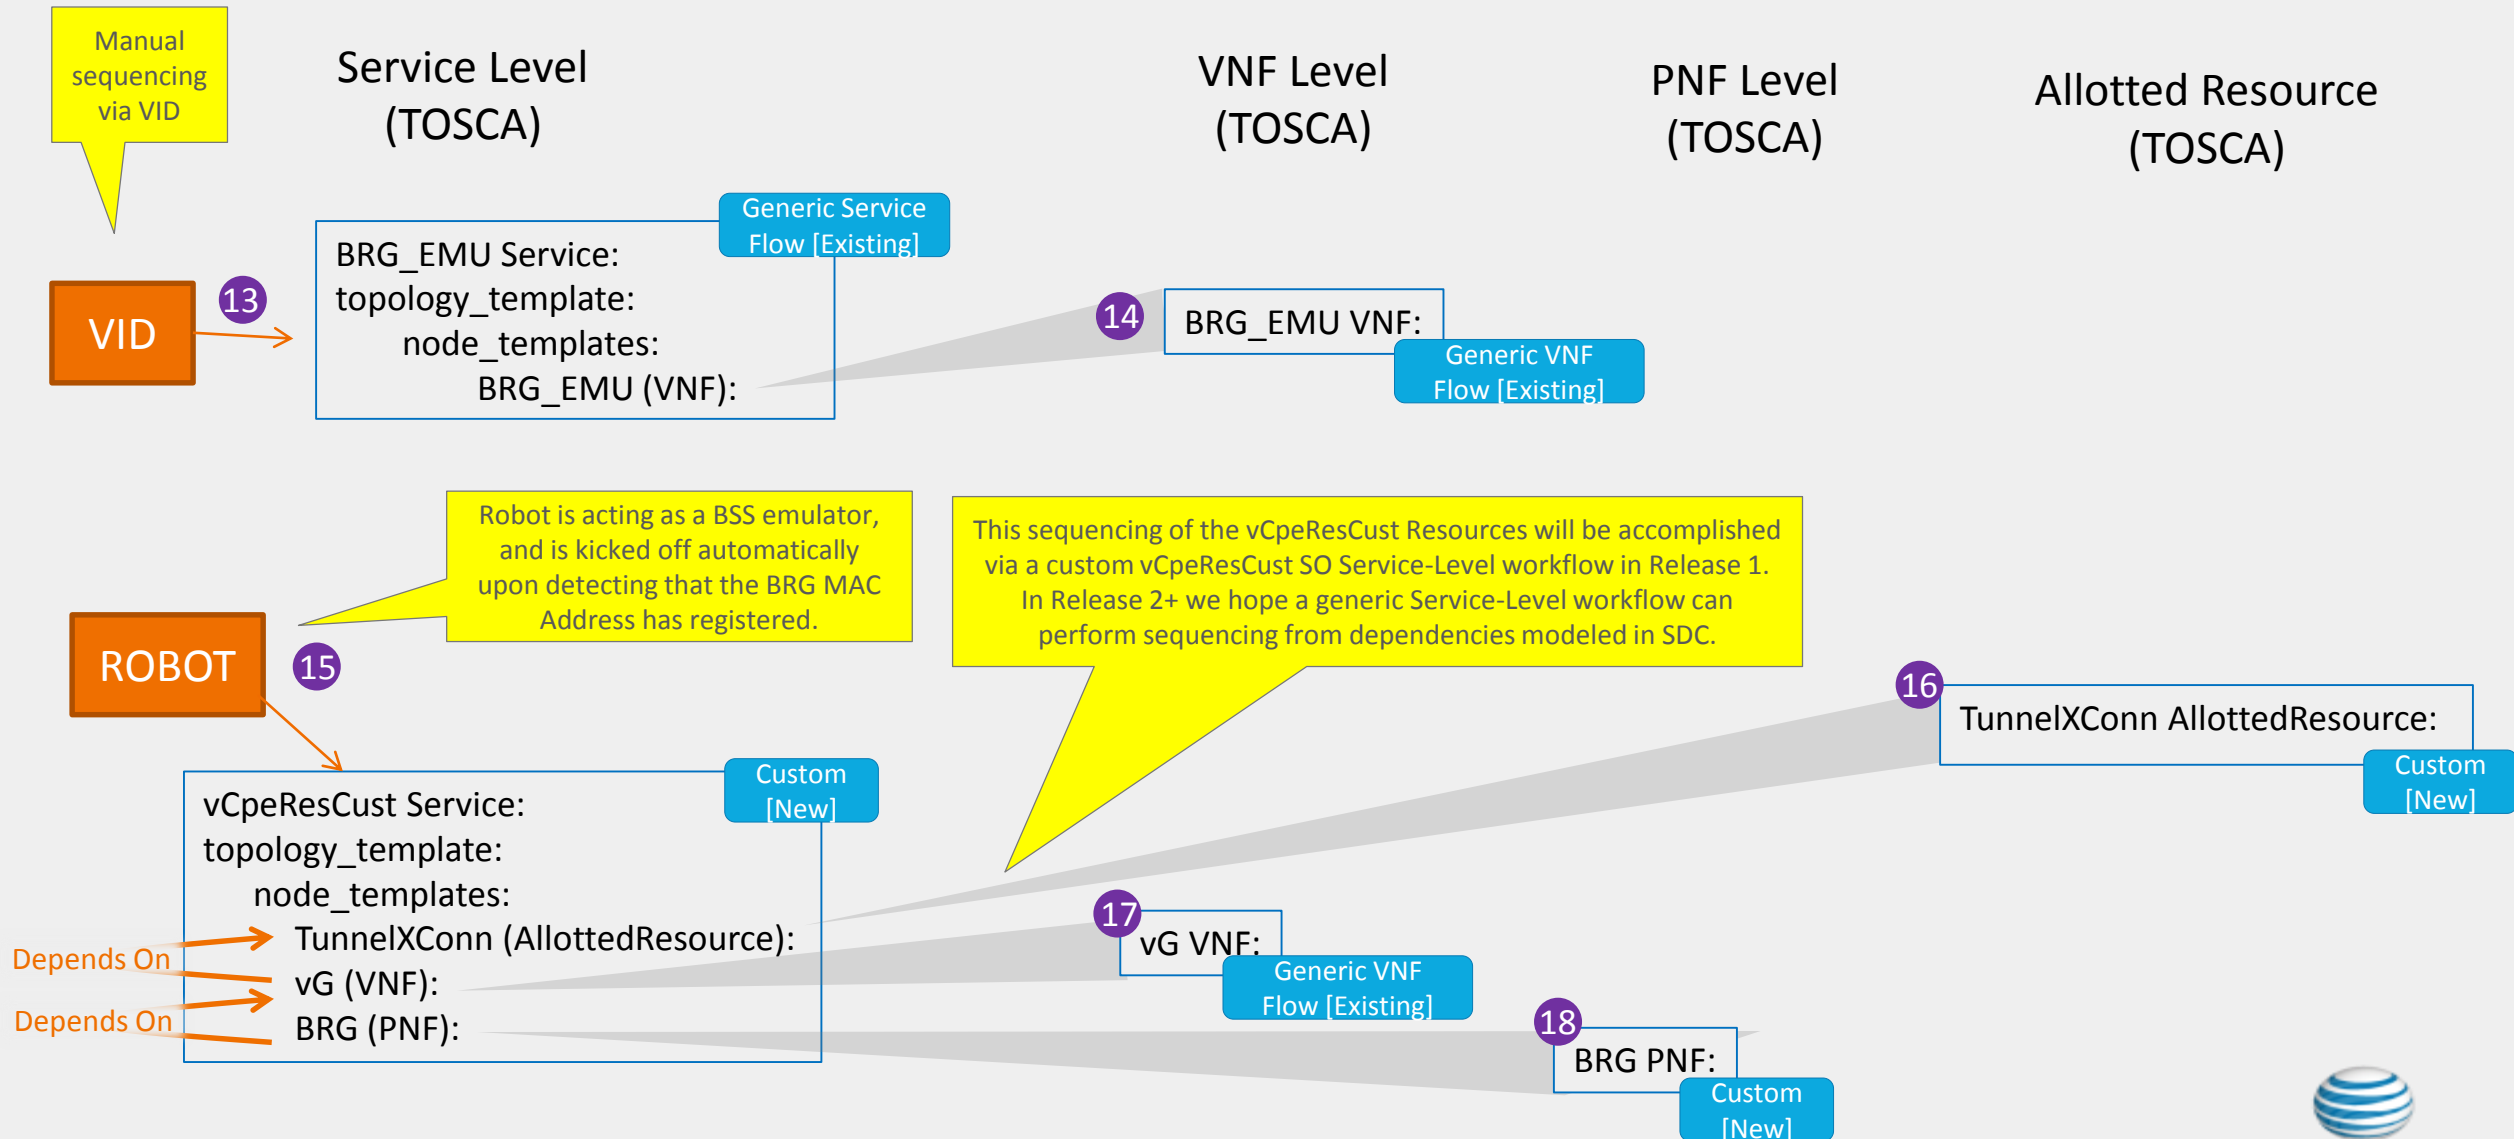 Manual
sequencing
via VID
Service Level
(TOSCA)
VNF Level
(TOSCA)
PNF Level
(TOSCA)
Allotted Resource
(TOSCA)
Generic Service
Flow [Existing]
BRG_EMU Service:
topology_template:
node_templates:
BRG_EMU (VNF):
VID
13
14
BRG_EMU VNF:
Generic VNF
Flow [Existing]
Robot is acting as a BSS emulator,
and is kicked off automatically
upon detecting that the BRG MAC
Address has registered.
This sequencing of the vCpeResCust Resources will be accomplished
via a custom vCpeResCust SO Service-Level workflow in Release 1.
In Release 2+ we hope a generic Service-Level workflow can
perform sequencing from dependencies modeled in SDC.
ROBOT
15
16
TunnelXConn AllottedResource:
Custom
[New]
Custom
[New]
vCpeResCust Service:
topology_template:
node_templates:
TunnelXConn (AllottedResource):
vG (VNF):
BRG (PNF):
Depends On
Depends On
17
vG VNF:
Generic VNF
Flow [Existing]
18
BRG PNF:
Custom
[New]